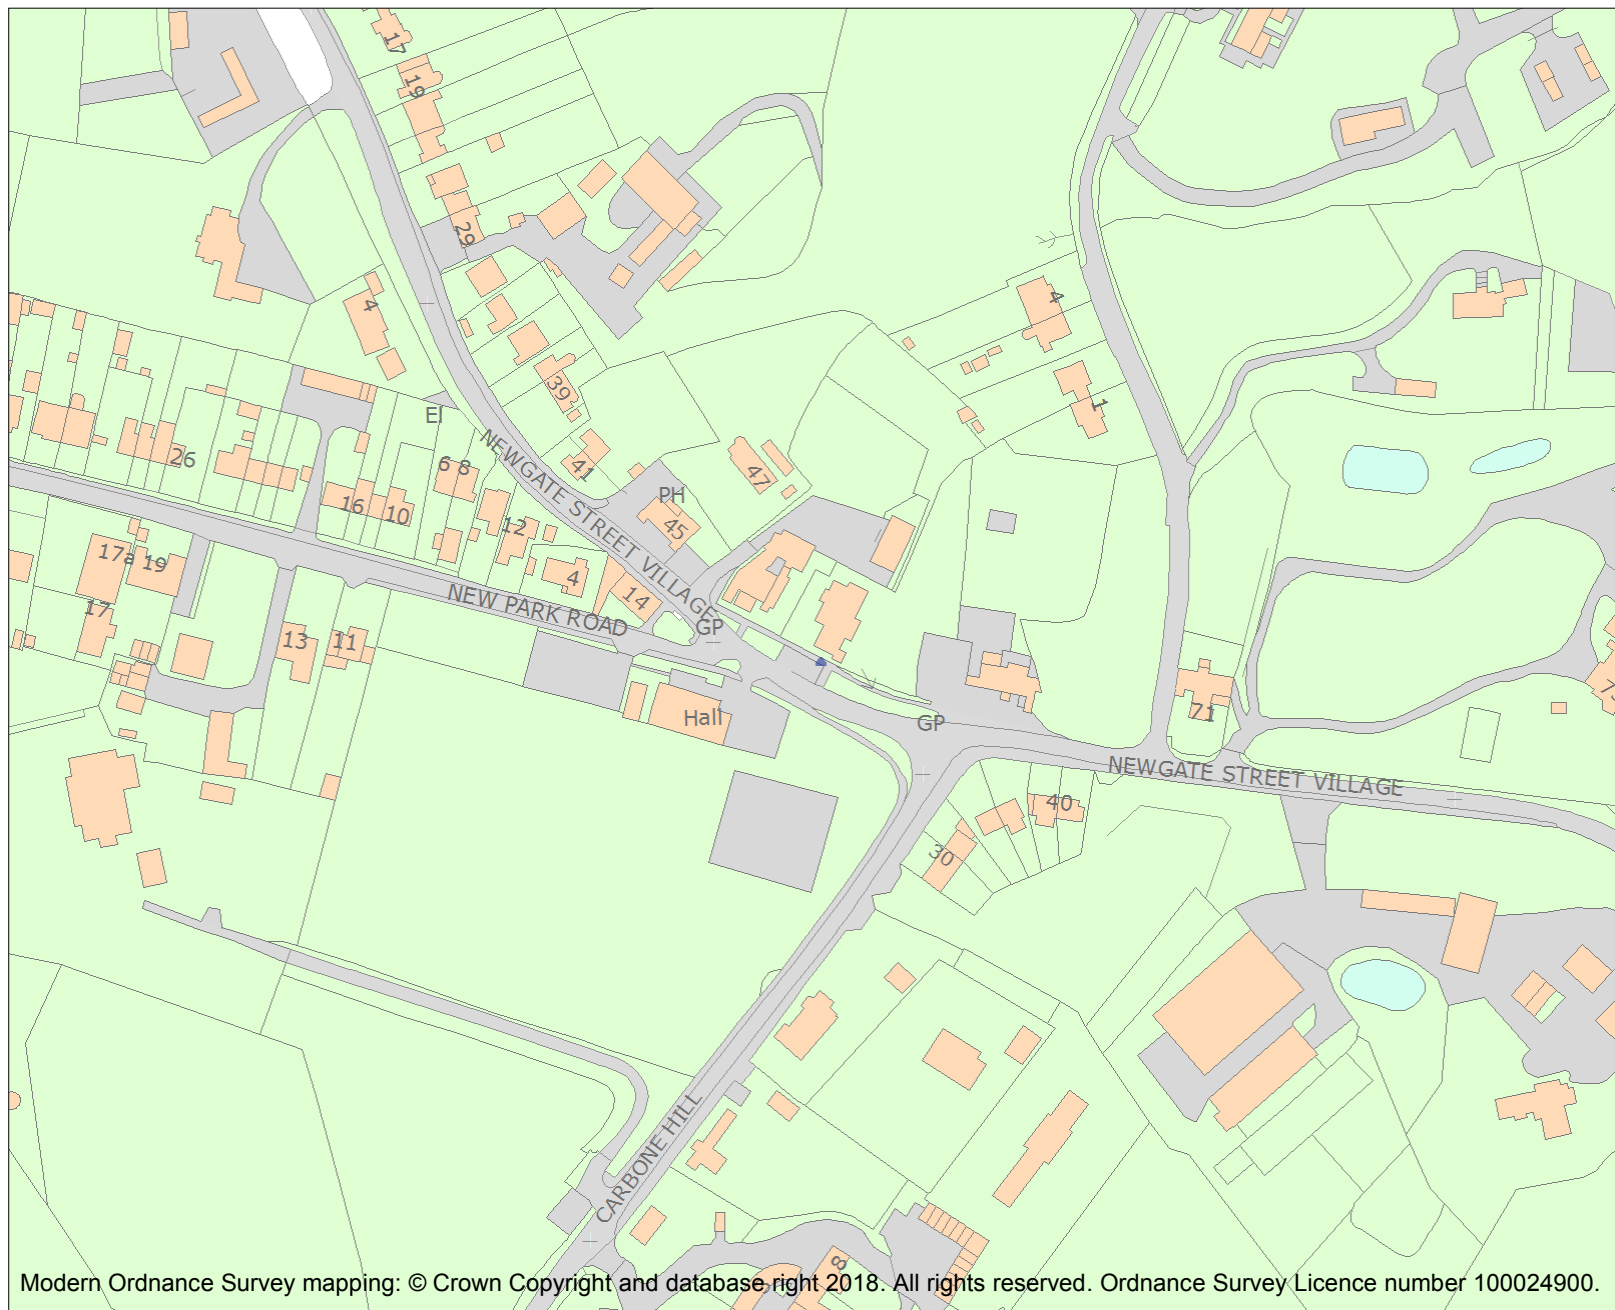 17
19
29
4
4
1
39
El
26
6 8
41
47
PH
45
16
10
12
NEWGATE STREET VILLAGE
17a 19
4
14
NEW PARK ROAD
17
13
11
GP
Hall
GP
71
NEWGATE STREET VILLAGE
40
30
CARBONE HILL
8
Modern Ordnance Survey mapping: © Crown Copyright and database right 2018. All rights reserved. Ordnance Survey Licence number 100024900.